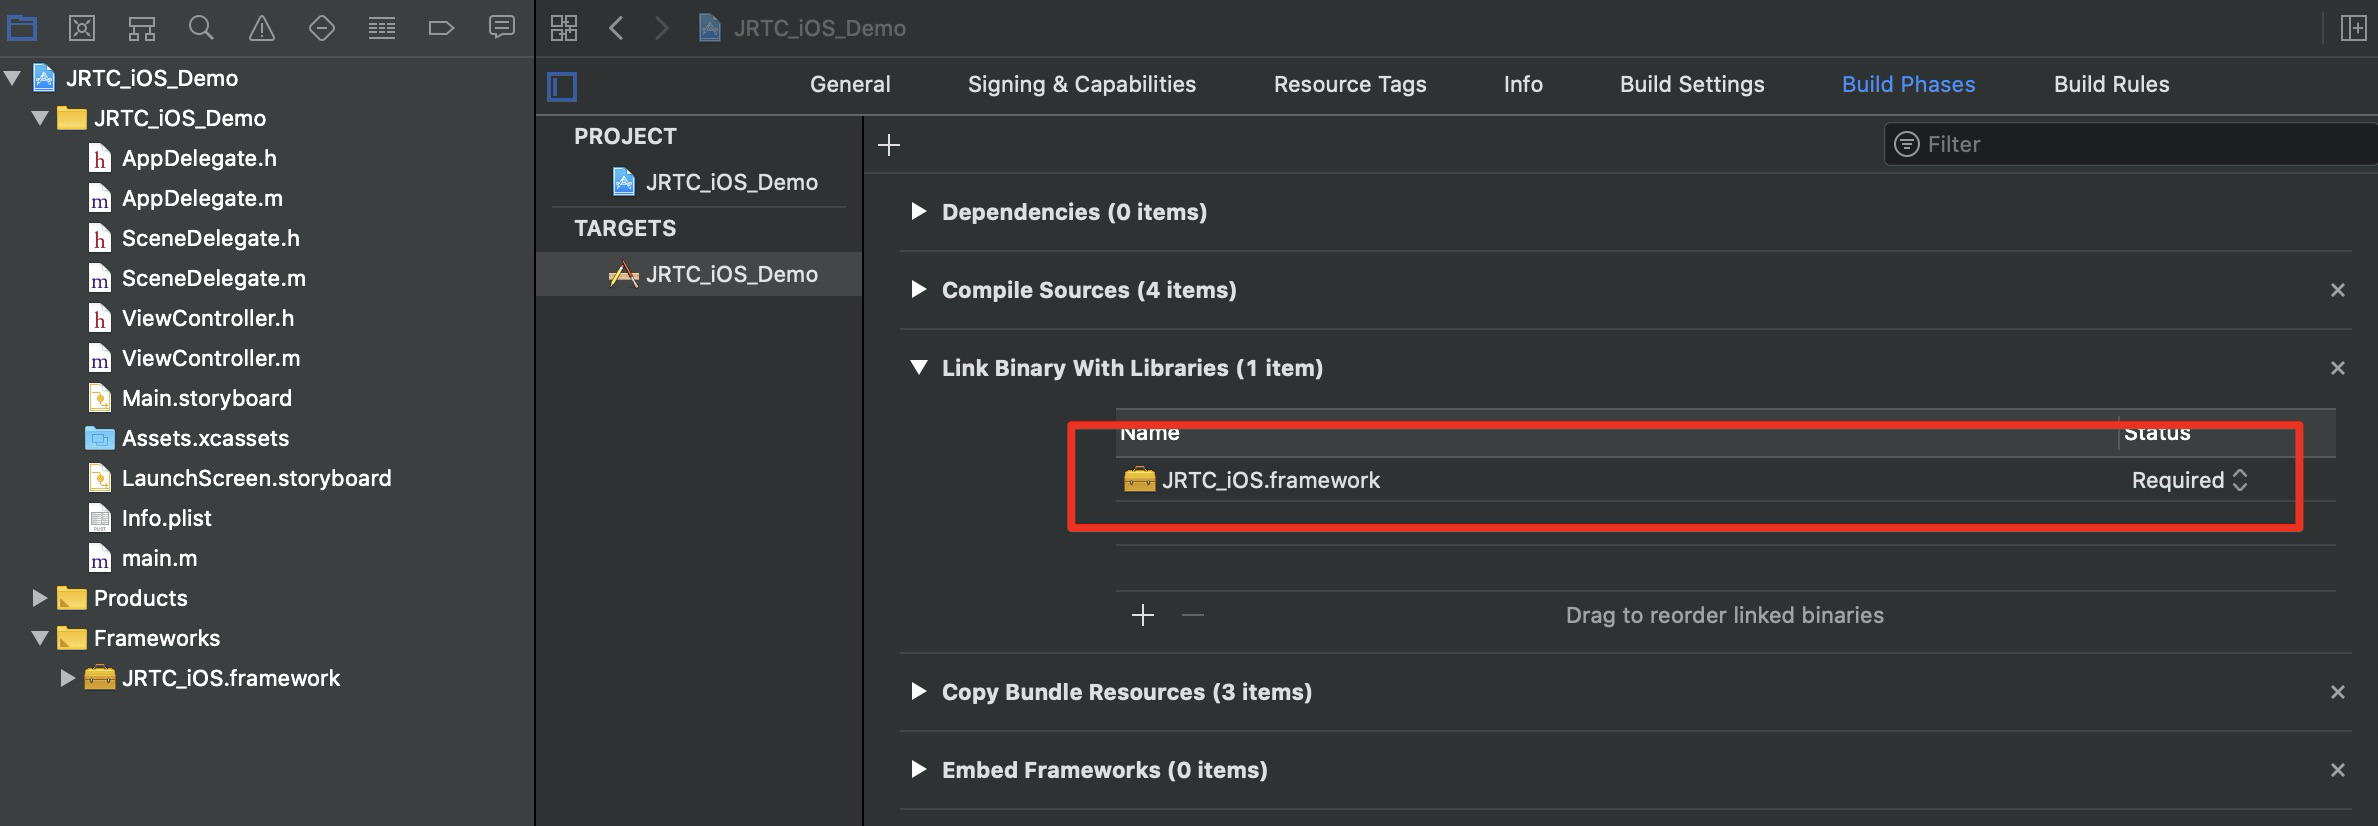 JRTC_iOS_Demo
JRTC_iOS_Demo
AppDelegate.h
AppDelegate.m
SceneDelegate.h
SceneDelegate.m
ViewController.h
ViewController.m
Main.storyboard
Assets.xcassets
LaunchScreen.storyboard
Info.plist
main.m
Products
Frameworks
JRTC_iOS.framework
JRTC_iOS_Demo
General Signing & Capabilities Resource Tags Info Build Settings Build Phases Build Rules
PROJECT
JRTC_iOS_Demo
TARGETS
JRTC_iOS_Demo
Filter
Dependencies (0 items)
Compile Sources (4 items)
Link Binary With Libraries (1 item)
Name Status
JRTC_iOS.framework Required
Drag to reorder linked binaries
Copy Bundle Resources (3 items)
Embed Frameworks (0 items)